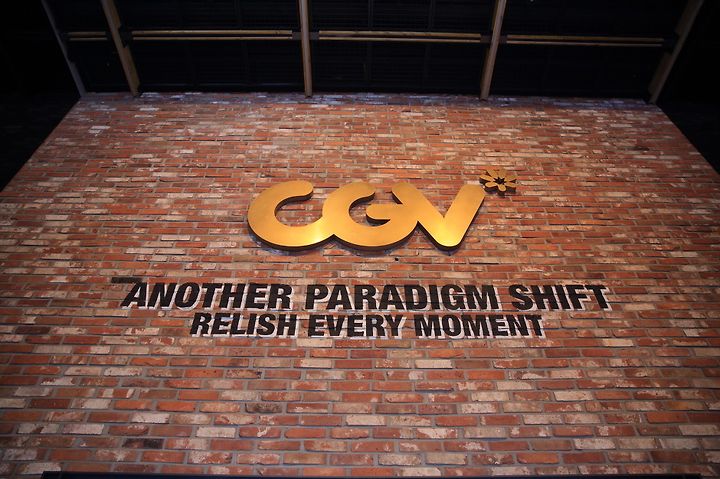 CGV
ANOTHER PARADIGM SHIFT
RELISH EVERY MOMENT